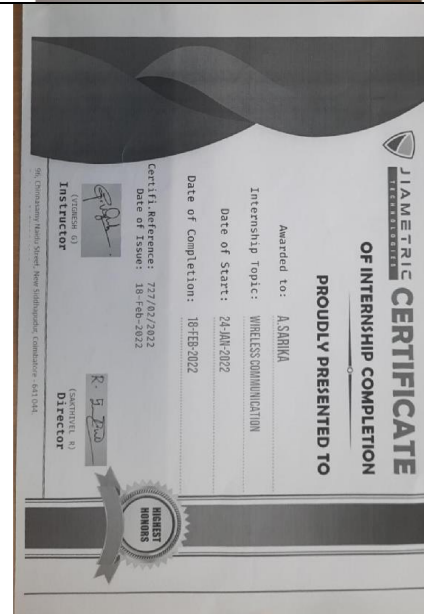 JIAMETRIC
TECHNOLOGIES
CERTIFICATE
OF INTERNSHIP COMPLETION
PROUDLY PRESENTED TO
Awarded to: A.SARIKA
Internship Topic: WIRELESS COMMUNICATION
Date of Start: 24-JAN-2022
Date of Completion: 18-FEB-2022
Certifi.Reference: 727/02/2022
Date of Issue: 18-Feb-2022
(VIGNESH G)
Instructor
(SAKTHIVEL R)
Director
HIGHEST
HONORS
96, Chinnasamy Naidu Street, New Siddhapudur, Coimbatore - 641 044.